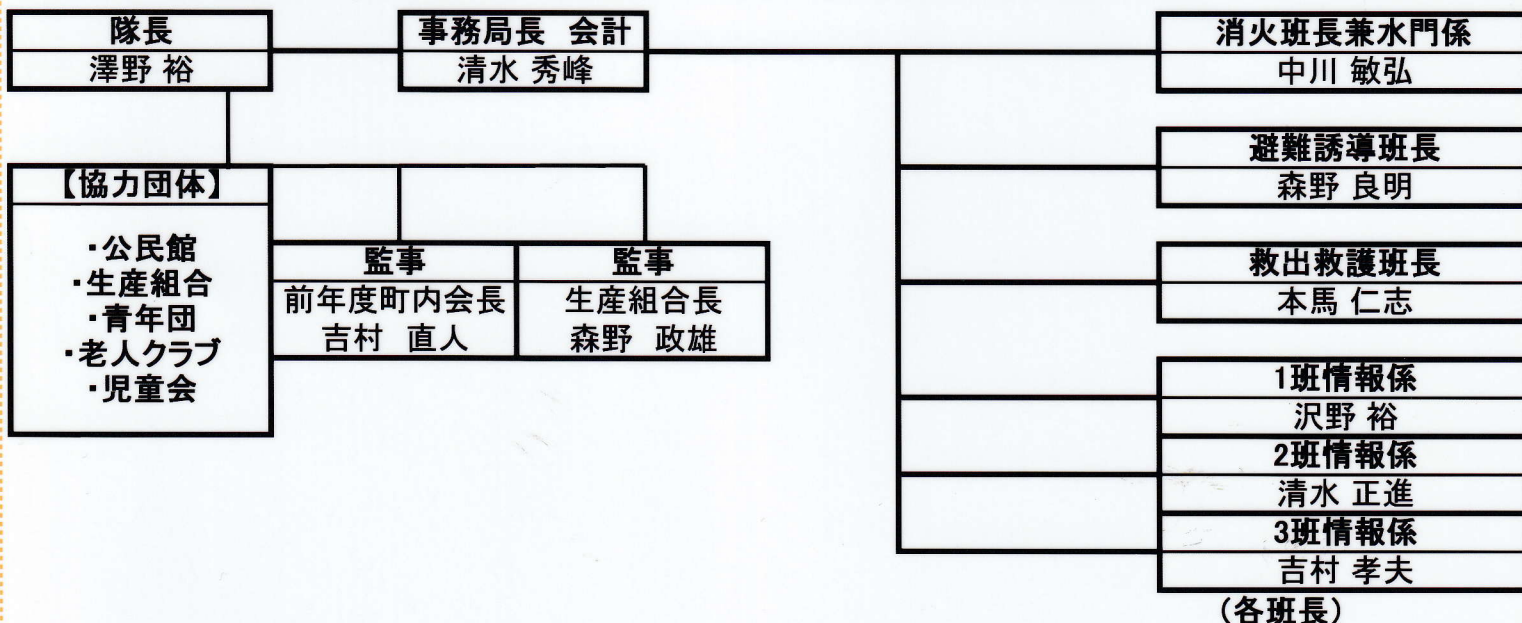 隊長
澤野 裕
事務局長 会計
清水 秀峰
消火班長兼水門係
中川 敏弘
避難誘導班長
森野 良明
【協力団体】
・公民館
・生産組合
・青年団
・老人クラブ
・児童会
監事
前年度町内会長
吉村 直人
監事
生産組合長
森野 政雄
救出救護班長
本馬 仁志
1班情報係
沢野 裕
2班情報係
清水 正進
3班情報係
吉村 孝夫
(各班長)